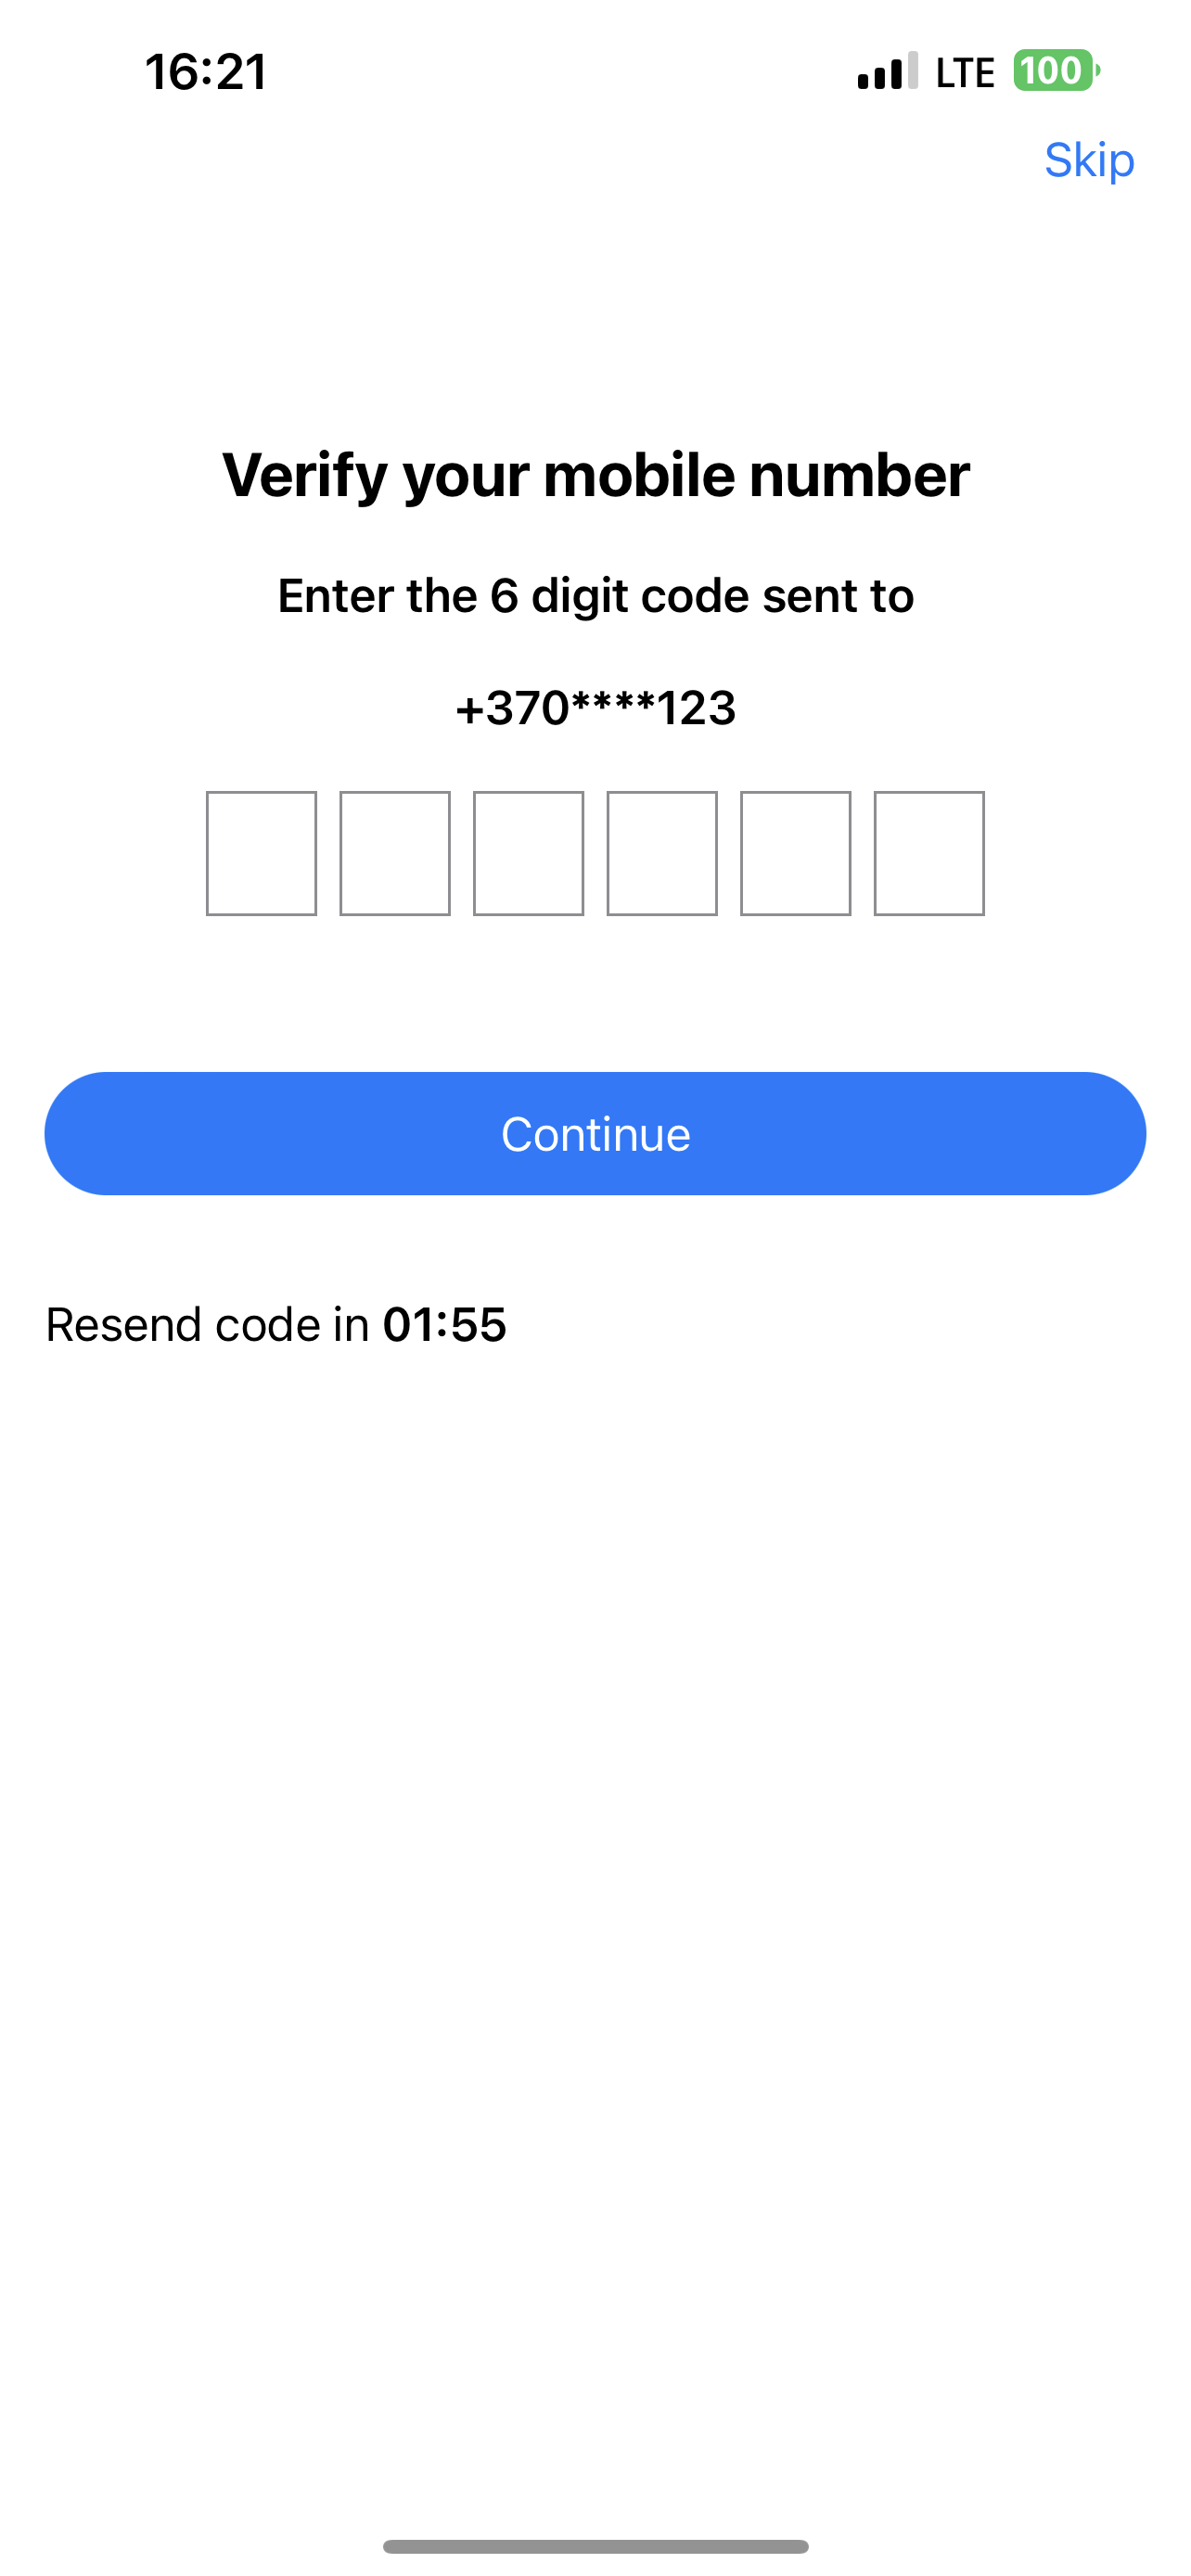 16:21
LTE 100
Skip
Verify your mobile number
Enter the 6 digit code sent to
+370****123
Continue
Resend code in 01:55